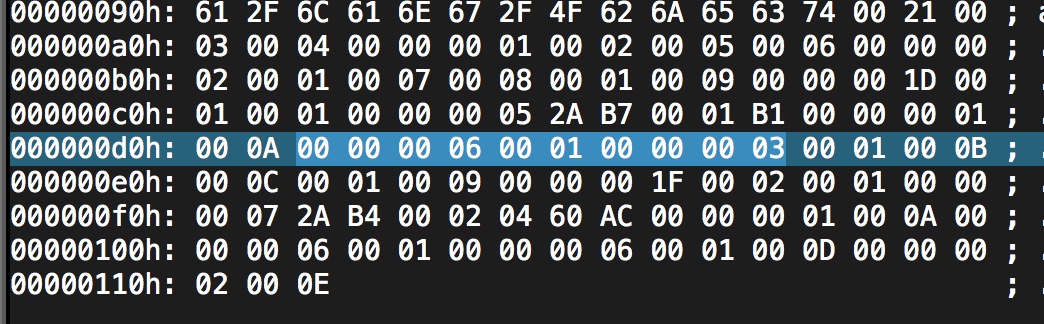 00000090h: 61 2F 6C 61 6E 67 2F 4F 62 6A 65 63 74 00 21 00 ; a
000000a0h: 03 00 04 00 00 00 01 00 02 00 05 00 06 00 00 00 ; .
000000b0h: 02 00 01 00 07 00 08 00 01 00 09 00 00 00 1D 00 ; .
000000c0h: 01 00 01 00 00 00 05 2A B7 00 01 B1 00 00 00 01 ; .
000000d0h: 00 0A 00 00 00 06 00 01 00 00 00 03 00 01 00 0B ; .
000000e0h: 00 0C 00 01 00 09 00 00 00 1F 00 02 00 01 00 00 ; .
000000f0h: 00 07 2A B4 00 02 04 60 AC 00 00 00 01 00 0A 00 ; .
00000100h: 00 00 06 00 01 00 00 00 06 00 01 00 0D 00 00 00 ; .
00000110h: 02 00 0E ; .